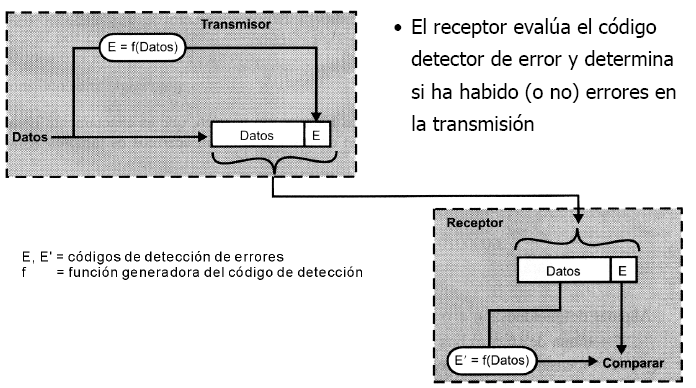 Transmisor
E = f(Datos)
Datos
Datos E
• El receptor evalúa el código
detector de error y determina
si ha habido (o no) errores en
la transmisión
E, E' = códigos de detección de errores
f = función generadora del código de detección
Receptor
Datos E
E′ = f(Datos)
Comparar